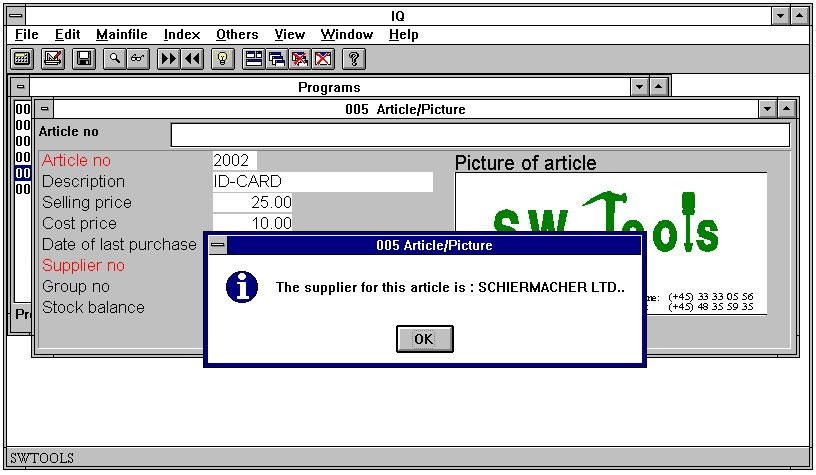 IQ
File Edit Mainfile Index Others View Window Help
Programs
005 Article/Picture
Article no
Article no 2002
Description ID-CARD
Selling price 25.00
Cost price 10.00
Date of last purchase
Supplier no
Group no
Stock balance
Picture of article
SW Tools
(+45) 33 33 05 56
(+45) 48 35 59 35
005 Article/Picture
The supplier for this article is : SCHIERMACHER LTD..
OK
00
00
00
00
00
00
SWTOOLS